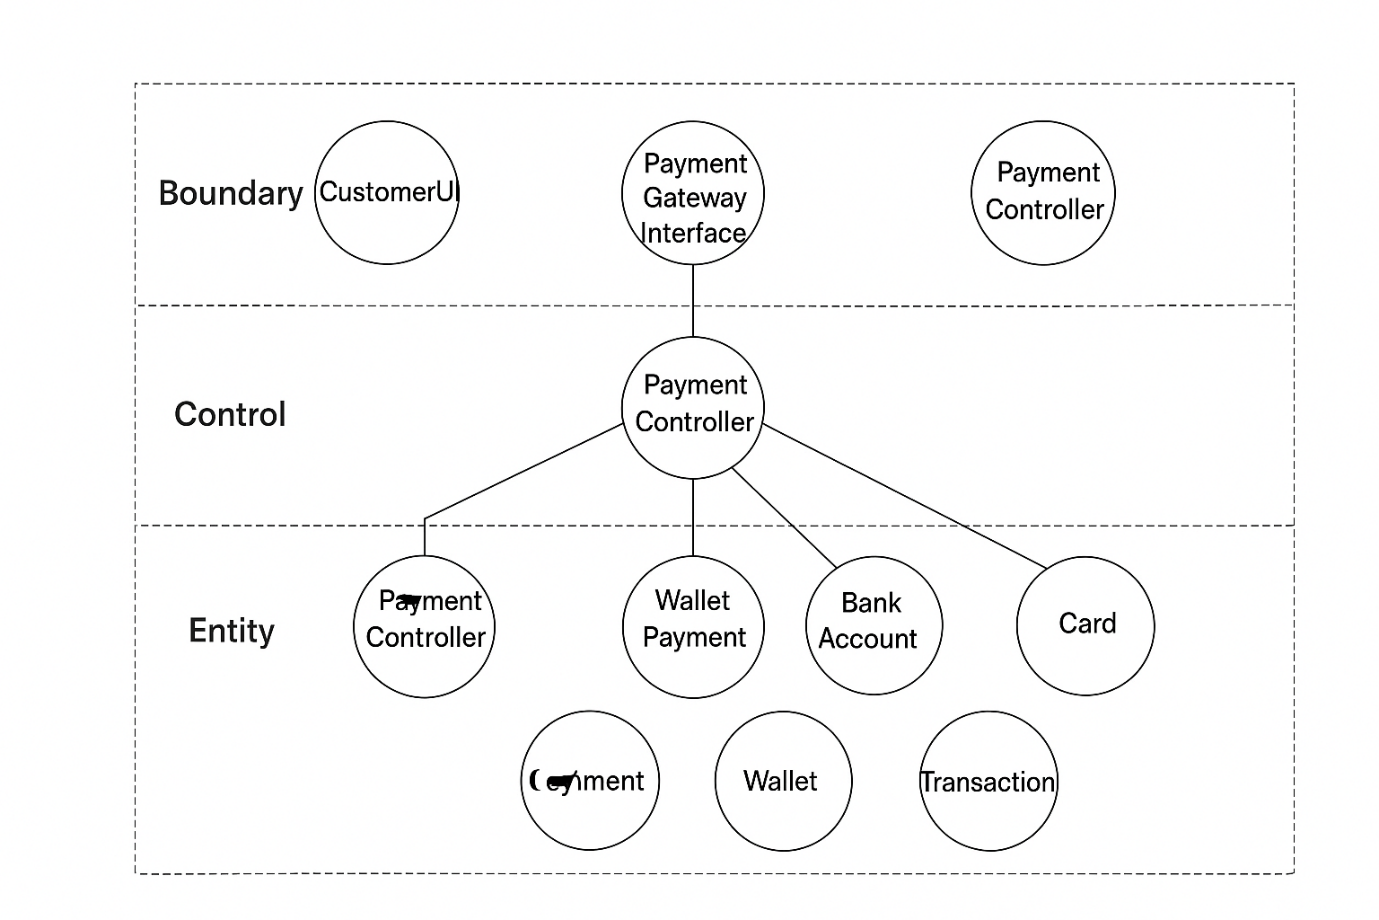 Boundary
CustomerUI
Payment
Gateway
Interface
Payment
Controller
Control
Payment
Controller
Entity
Payment
Controller
Wallet
Payment
Bank
Account
Card
Wallet
Transaction